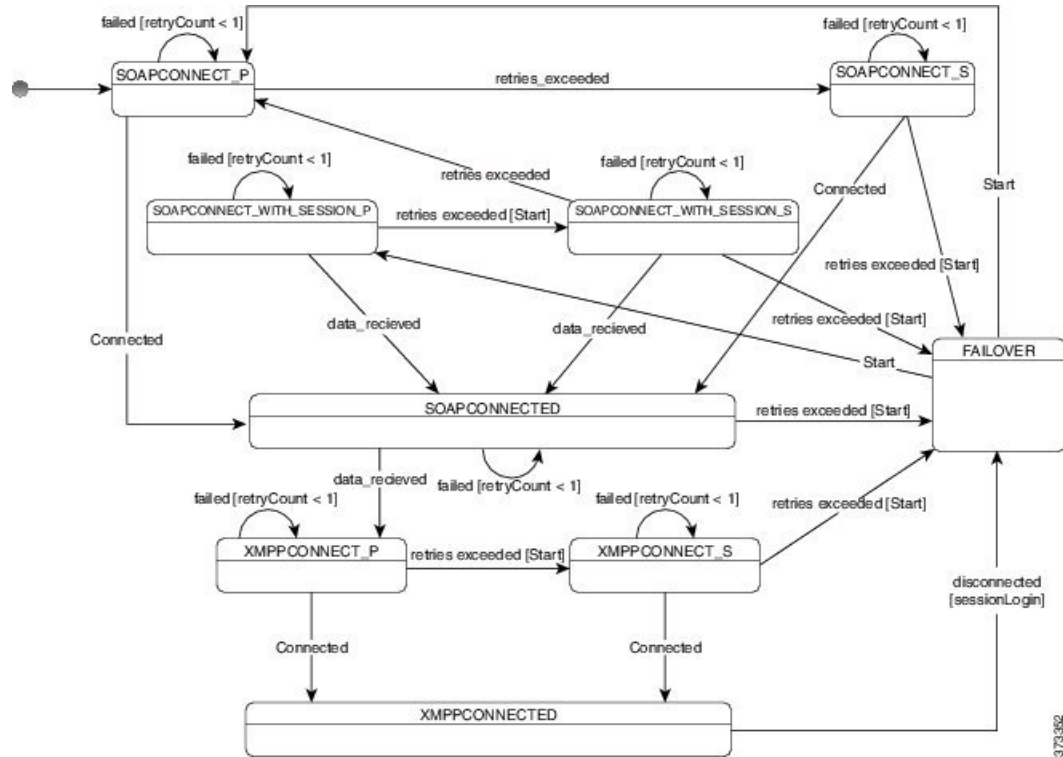 failed [retryCount < 1]
failed [retryCount < 1]
SOAPCONNECT_P
SOAPCONNECT_S
retries_exceeded
failed [retryCount < 1]
failed [retryCount < 1]
retries exceeded
Connected
Start
SOAPCONNECT_WITH_SESSION_P
retries exceeded [Start]
SOAPCONNECT_WITH_SESSION_S
retries exceeded [Start]
data_recieved
data_recieved
retries exceeded [Start]
Connected
FAILOVER
Start
SOAPCONNECTED
retries exceeded [Start]
data_recieved
failed [retryCount < 1]
failed [retryCount < 1]
failed [retryCount < 1]
retries exceeded [Start]
XMPPCONNECT_P
retries exceeded [Start]
XMPPCONNECT_S
disconnected
[sessionLogin]
Connected
Connected
XMPPCONNECTED
373352